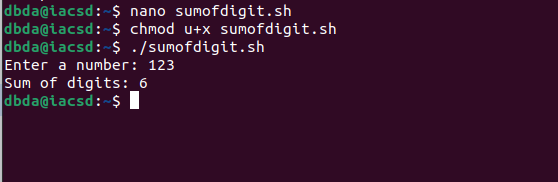 dbda@iacsd:~$ nano sumofdigit.sh
dbda@iacsd:~$ chmod u+x sumofdigit.sh
dbda@iacsd:~$ ./sumofdigit.sh
Enter a number: 123
Sum of digits: 6
dbda@iacsd:~$